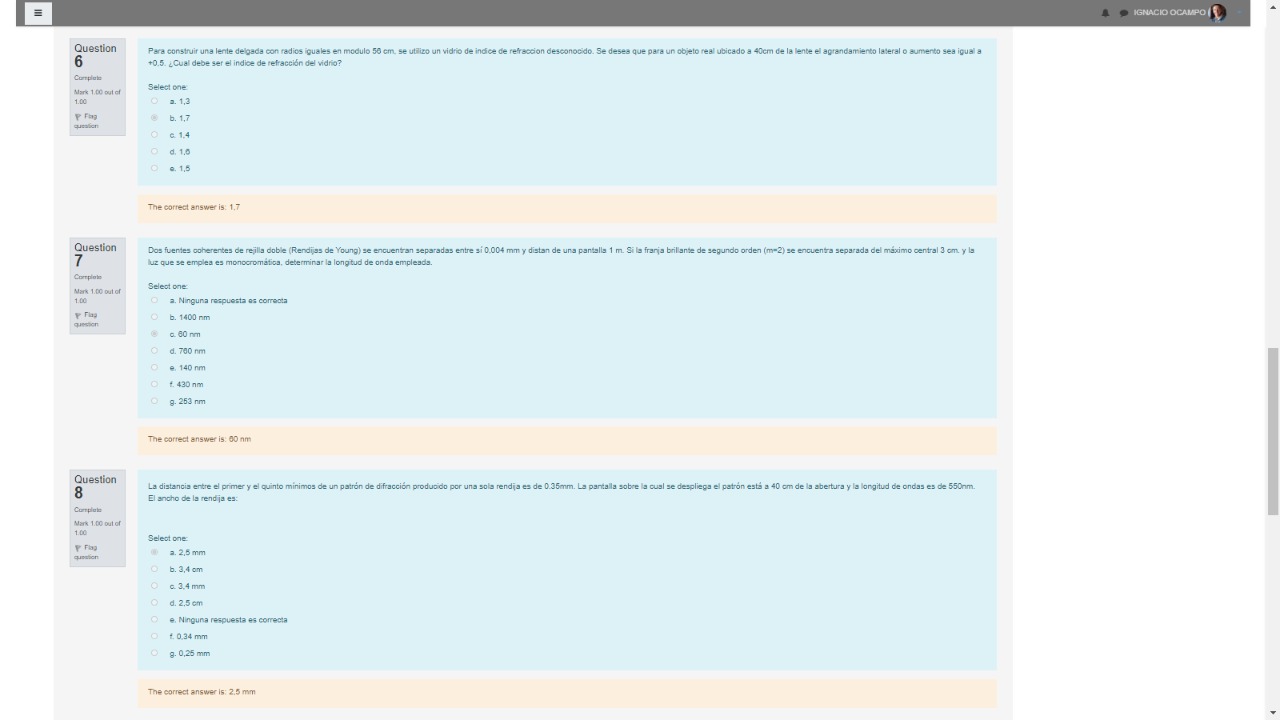 IGNACIO OCAMPO
Question
6
Complete
Mark 1.00 out of
1.00
Flag
question
Para construir una lente delgada con radios iguales en modulo 56 cm. se utilizo un vidrio de indice de refraccion desconocido. Se desea que para un objeto real ubicado a 40cm de la lente el agrandamiento lateral o aumento sea igual a
+0,5. ¿Cual debe ser el indice de refracción del vidrio?
Select one:
a. 1,3
b. 1,7
c. 1,4
d. 1,6
e. 1,5
The correct answer is: 1,7
Question
7
Complete
Mark 1.00 out of
1.00
Flag
question
Dos fuentes coherentes de rejilla doble (Rendijas de Young) se encuentran separadas entre sí 0,004 mm y distan de una pantalla 1 m. Si la franja brillante de segundo orden (m=2) se encuentra separada del máximo central 3 cm. y la
luz que se emplea es monocromática, determinar la longitud de onda empleada.
Select one:
a. Ninguna respuesta es correcta
b. 1400 nm
c. 60 nm
d. 760 nm
e. 140 nm
f. 430 nm
g. 253 nm
The correct answer is: 60 nm
Question
8
Complete
Mark 1.00 out of
1.00
Flag
question
La distancia entre el primer y el quinto mínimos de un patrón de difracción producido por una sola rendija es de 0.35mm. La pantalla sobre la cual se despliega el patrón está a 40 cm de la abertura y la longitud de ondas es de 550nm.
El ancho de la rendija es:
Select one:
a. 2,5 mm
b. 3,4 cm
c. 3,4 mm
d. 2,5 cm
e. Ninguna respuesta es correcta
f. 0,34 mm
g. 0,25 mm
The correct answer is: 2,5 mm